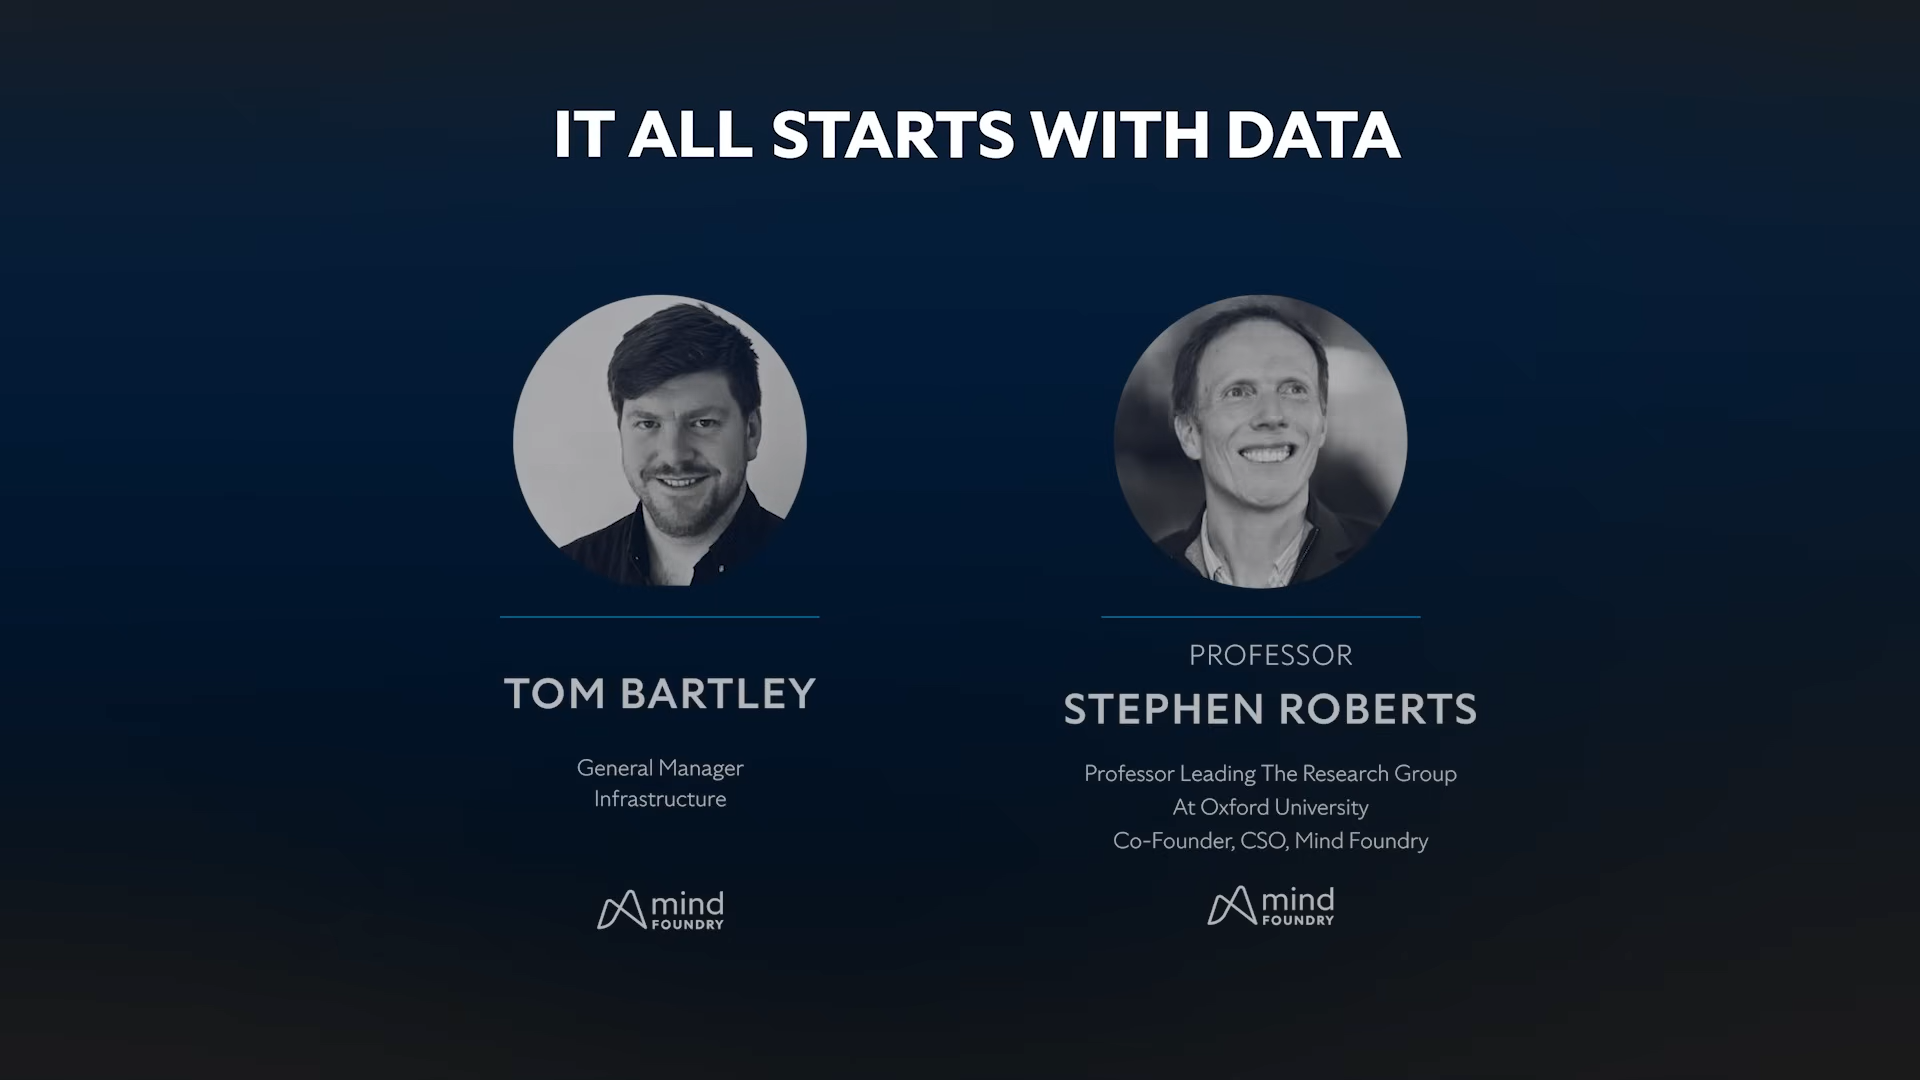 IT ALL STARTS WITH DATA
TOM BARTLEY
General Manager
Infrastructure
mind
FOUNDRY
PROFESSOR
STEPHEN ROBERTS
Professor Leading The Research Group
At Oxford University
Co-Founder, CSO, Mind Foundry
mind
FOUNDRY